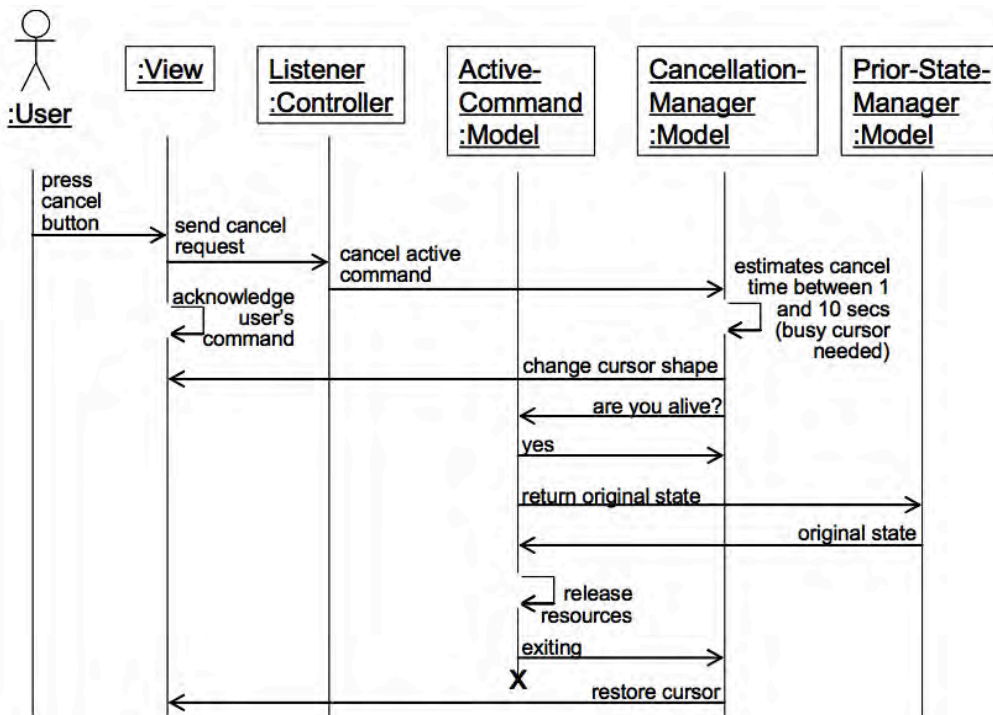 :User
:View
Listener
:Controller
Active-
Command
:Model
Cancellation-
Manager
:Model
Prior-State-
Manager
:Model
press
cancel
button
send cancel
request
cancel active
command
acknowledge
user's
command
estimates cancel
time between 1
and 10 secs
(busy cursor
needed)
change cursor shape
are you alive?
yes
return original state
original state
release
resources
exiting
X
restore cursor